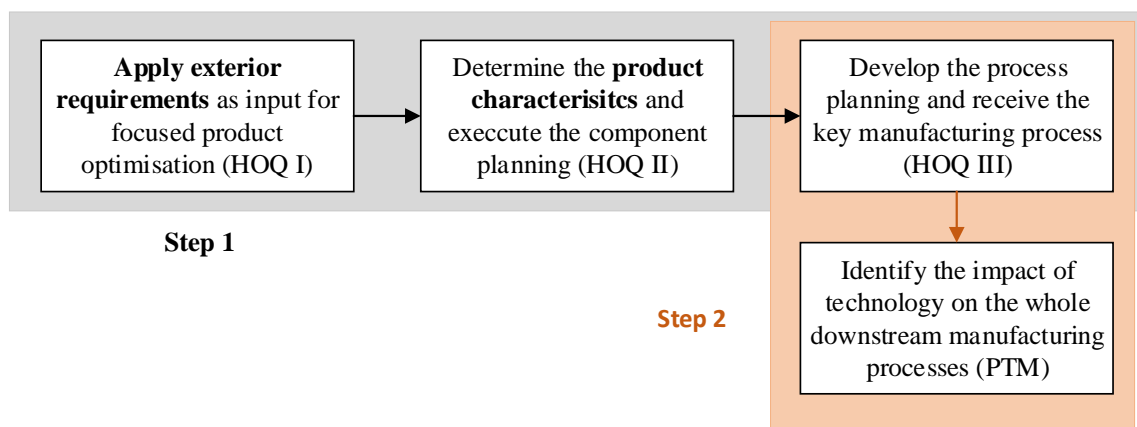 Apply exterior
requirements as input for
focused product
optimisation (HOQ I)
Determine the product
characterisitcs and
execcute the component
planning (HOQ II)
Develop the process
planning and receive the
key manufacturing process
(HOQ III)
Step 1
Identify the impact of
technology on the whole
downstream manufacturing
processes (PTM)
Step 2